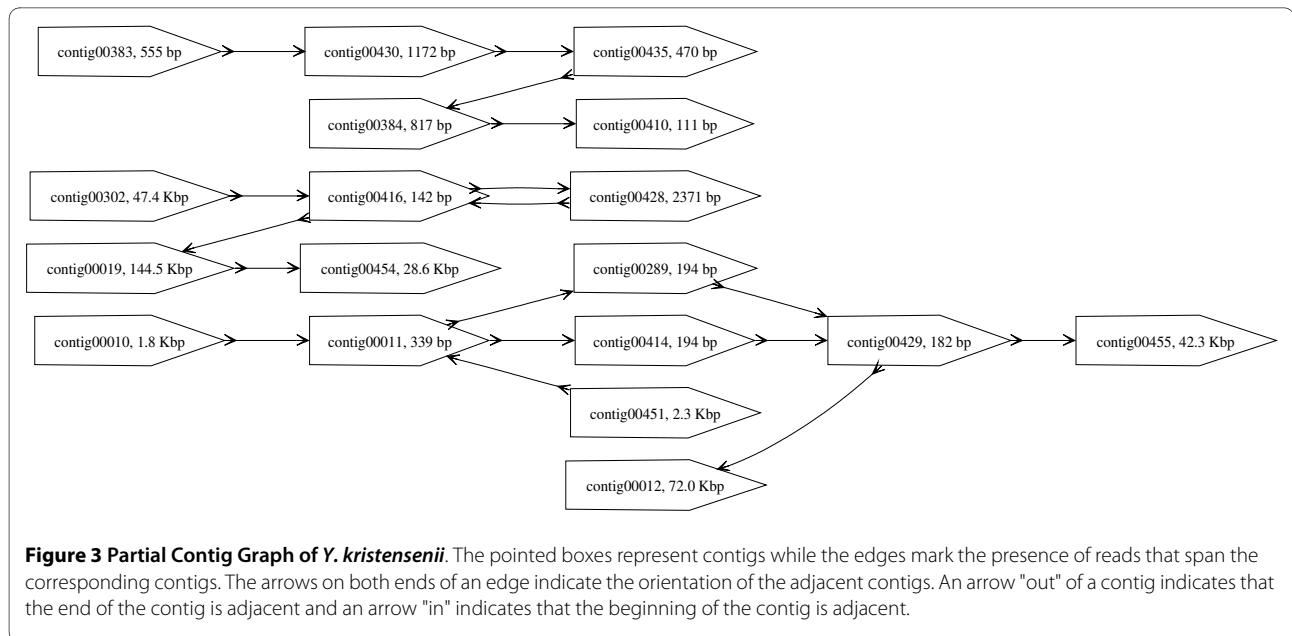 contig00383, 555 bp
contig00430, 1172 bp
contig00435, 470 bp
contig00384, 817 bp
contig00410, 111 bp
contig00302, 47.4 Kbp
contig00416, 142 bp
contig00428, 2371 bp
contig00019, 144.5 Kbp
contig00454, 28.6 Kbp
contig00289, 194 bp
contig00010, 1.8 Kbp
contig00011, 339 bp
contig00414, 194 bp
contig00429, 182 bp
contig00455, 42.3 Kbp
contig00451, 2.3 Kbp
contig00012, 72.0 Kbp
Figure 3 Partial Contig Graph of Y. kristensenii. The pointed boxes represent contigs while the edges mark the presence of reads that span the
corresponding contigs. The arrows on both ends of an edge indicate the orientation of the adjacent contigs. An arrow "out" of a contig indicates that
the end of the contig is adjacent and an arrow "in" indicates that the beginning of the contig is adjacent.